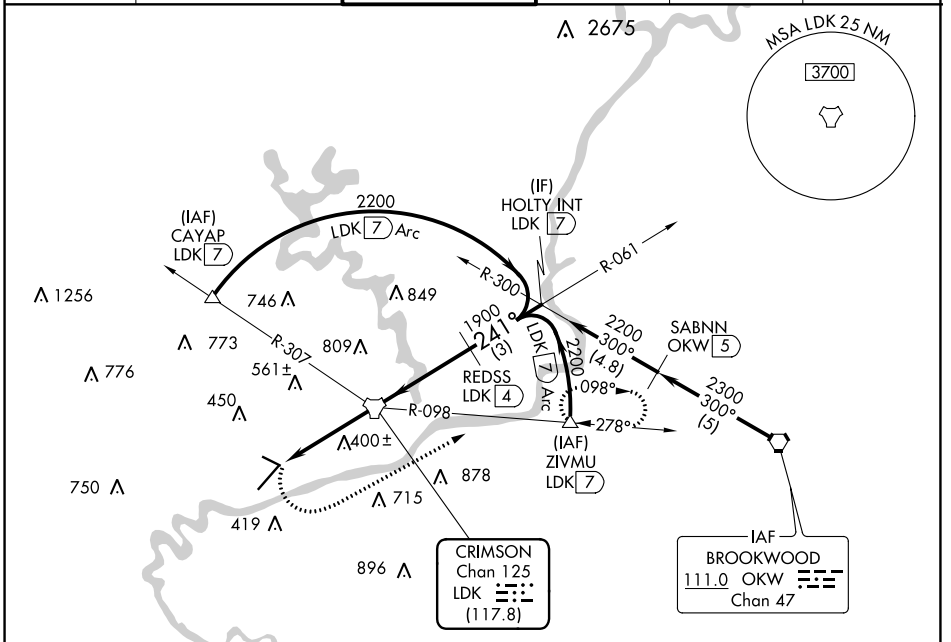 2675
MSA LDK 25 NM
3700
(IF)
HOLTY INT
LDK 7
(IAF)
CAYAP
LDK 7
2200
LDK 7 Arc
R-300
R-061
1256
746
849
R-307
773
809
561±
776
450
1900
241°
(3)
REDSS
LDK 4
LDK 7 Arc
2200
2200
300°
(4.8)
SABNN
OKW 5
2300
300°
(5)
098°
278°
R-098
400±
(IAF)
ZIVMU
LDK 7
750
878
715
419
896
CRIMSON
Chan 125
LDK
(117.8)
IAF
BROOKWOOD
111.0 OKW
Chan 47